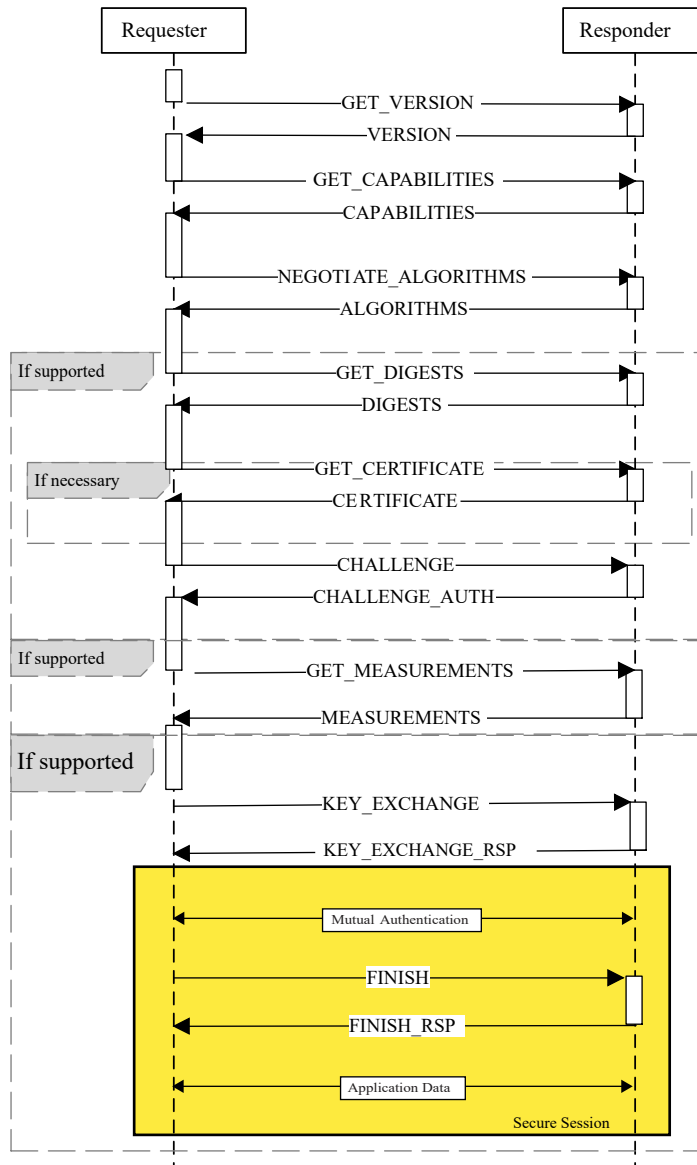 Requester
Responder
GET_VERSION
VERSION
GET_CAPABILITIES
CAPABILITIES
NEGOTIATE_ALGORITHMS
ALGORITHMS
If supported
GET_DIGESTS
DIGESTS
If necessary
GET_CERTIFICATE
CERTIFICATE
CHALLENGE
CHALLENGE_AUTH
If supported
GET_MEASUREMENTS
MEASUREMENTS
If supported
KEY_EXCHANGE
KEY_EXCHANGE_RSP
Mutual Authentication
FINISH
FINISH_RSP
Application Data
Secure Session